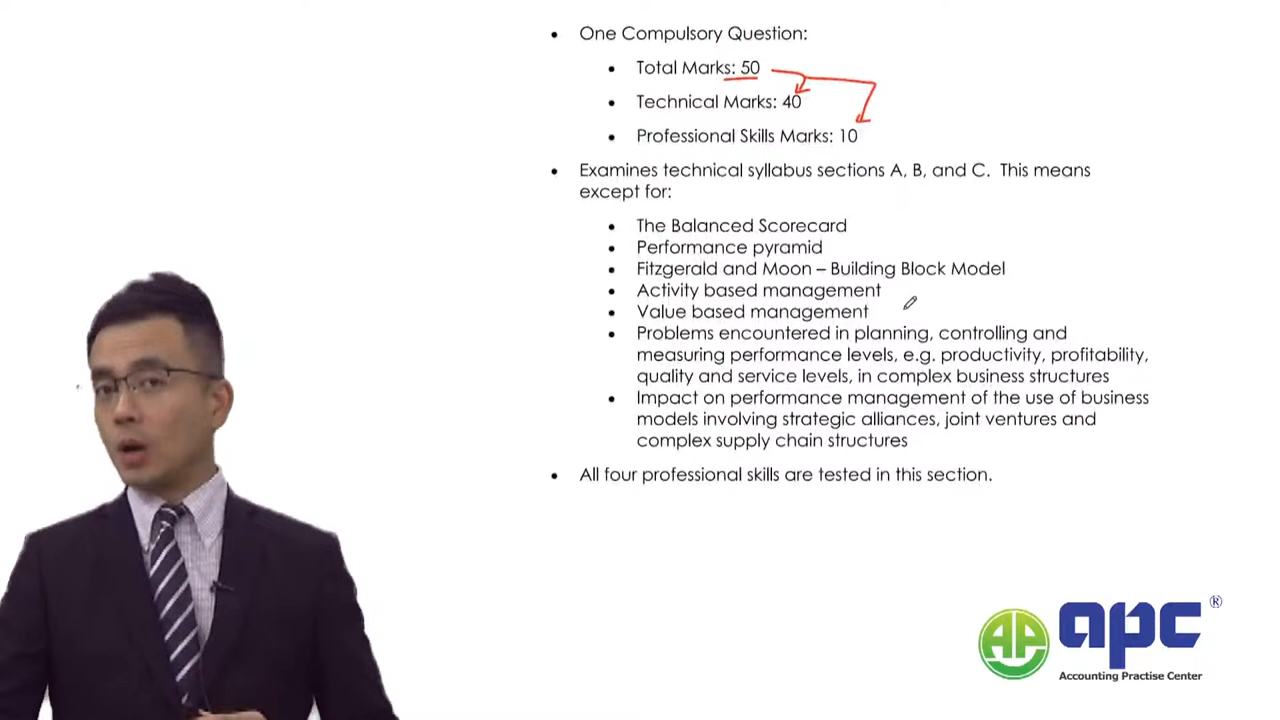 One Compulsory Question:
Total Marks: 50
Technical Marks: 40
Professional Skills Marks: 10
Examines technical syllabus sections A, B, and C. This means
except for:
The Balanced Scorecard
Performance pyramid
Fitzgerald and Moon – Building Block Model
Activity based management
Value based management
Problems encountered in planning, controlling and
measuring performance levels, e.g. productivity, profitability,
quality and service levels, in complex business structures
Impact on performance management of the use of business
models involving strategic alliances, joint ventures and
complex supply chain structures
All four professional skills are tested in this section.
apc ®
Accounting Practise Center